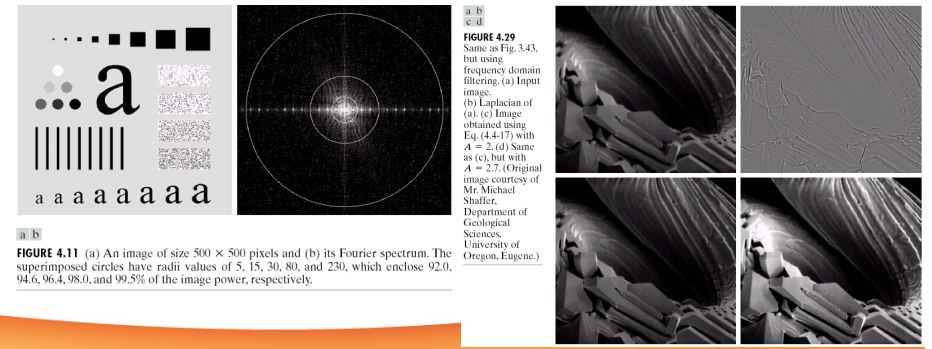 a
a a a a a a a a
a b
FIGURE 4.11 (a) An image of size 500 × 500 pixels and (b) its Fourier spectrum. The
superimposed circles have radii values of 5, 15, 30, 80, and 230, which enclose 92.0,
94.6, 96.4, 98.0, and 99.5% of the image power, respectively.
a b
c d
FIGURE 4.29
Same as Fig. 3.43,
but using
frequency domain
filtering. (a) Input
image.
(b) Laplacian of
(a). (c) Image
obtained using
Eq. (4.4-17) with
A = 2. (d) Same
as (c), but with
A = 2.7. (Original
image courtesy of
Mr. Michael
Shaffer,
Department of
Geological
Sciences,
University of
Oregon, Eugene.)